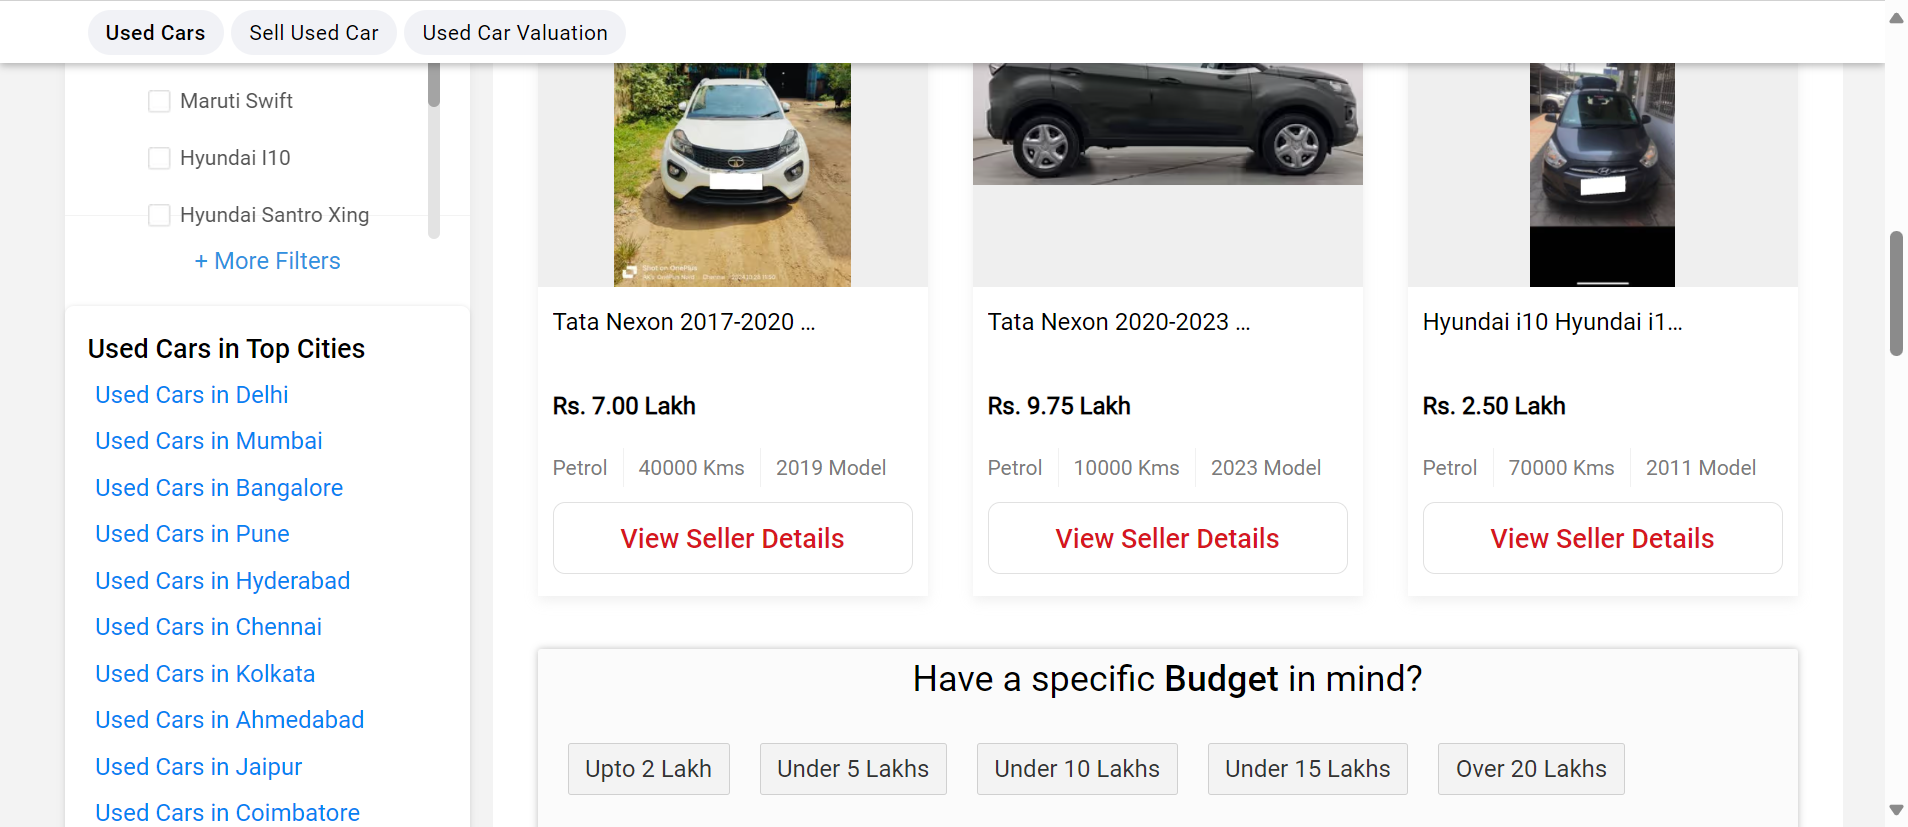 Used Cars
Sell Used Car
Used Car Valuation
Maruti Swift
Hyundai I10
Hyundai Santro Xing
+ More Filters
Used Cars in Top Cities
Used Cars in Delhi
Used Cars in Mumbai
Used Cars in Bangalore
Used Cars in Pune
Used Cars in Hyderabad
Used Cars in Chennai
Used Cars in Kolkata
Used Cars in Ahmedabad
Used Cars in Jaipur
Used Cars in Coimbatore
Shot on OnePlus
Tata Nexon 2017-2020 ...
Rs. 7.00 Lakh
Petrol 40000 Kms 2019 Model
View Seller Details
Tata Nexon 2020-2023 ...
Rs. 9.75 Lakh
Petrol 10000 Kms 2023 Model
View Seller Details
Hyundai i10 Hyundai i1...
Rs. 2.50 Lakh
Petrol 70000 Kms 2011 Model
View Seller Details
Have a specific Budget in mind?
Upto 2 Lakh
Under 5 Lakhs
Under 10 Lakhs
Under 15 Lakhs
Over 20 Lakhs